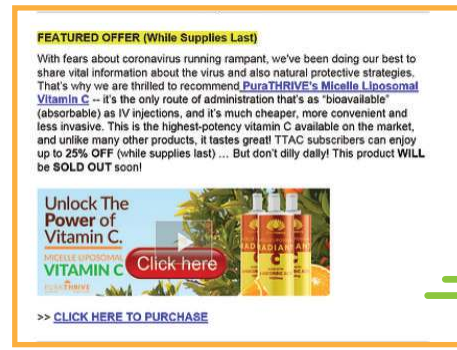 FEATURED OFFER (While Supplies Last)
With fears about coronavirus running rampant, we've been doing our best to
share vital information about the virus and also natural protective strategies.
That's why we are thrilled to recommend PuraTHRIVE's Micelle Liposomal
Vitamin C -- it's the only route of administration that's as "bioavailable"
(absorbable) as IV injections, and it's much cheaper, more convenient and
less invasive. This is the highest-potency vitamin C available on the market,
and unlike many other products, it tastes great! TTAC subscribers can enjoy
up to 25% OFF (while supplies last) ... But don't dilly dally! This product WILL
be SOLD OUT soon!
Unlock The
Power of
Vitamin C.
MICELLE LIPOSOMAL
VITAMIN C
PURATHRIVE
Click here
>> CLICK HERE TO PURCHASE